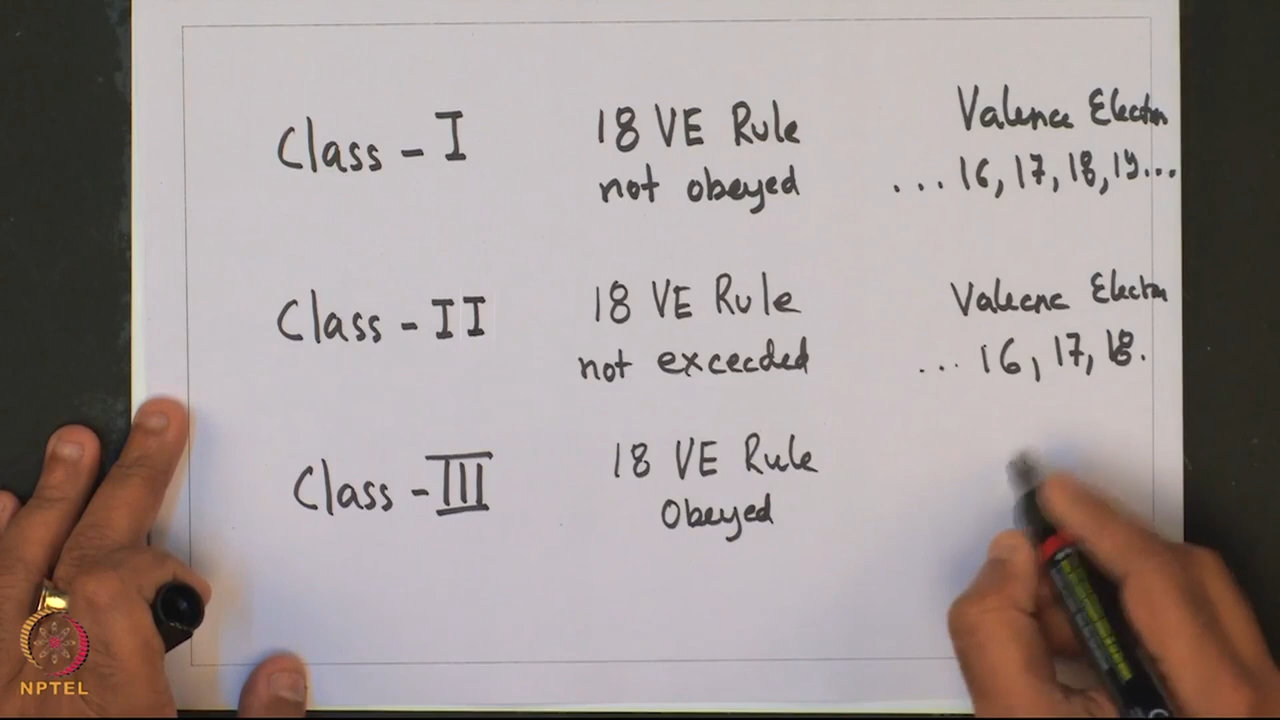 Class - I 18 VE Rule Valence Electron
not obeyed ... 16, 17, 18, 19...
Class - II 18 VE Rule Valecne Electron
not exceeded ... 16, 17, 18.
Class - III 18 VE Rule
Obeyed
NPTEL